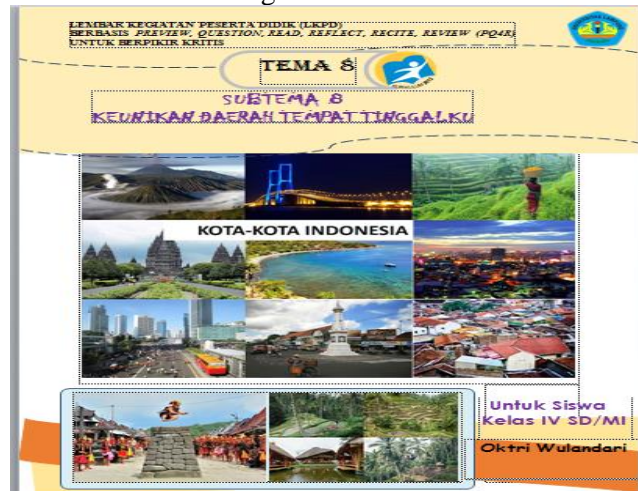 LEMBAR KEGIATAN PESERTA DIDIK (LKPD)
BERBASIS PREVIEW, QUESTION, READ, REFLECT, RECITE, REVIEW (PQ4R)
UNTUK BERPIKIR KRITIS
TEMA 8
SUBTEMA 8
KEUNIKAN DAERAH TEMPAT TINGGALKU
KOTA-KOTA INDONESIA
Untuk Siswa
Kelas IV SD/MI
Oktri Wulandari